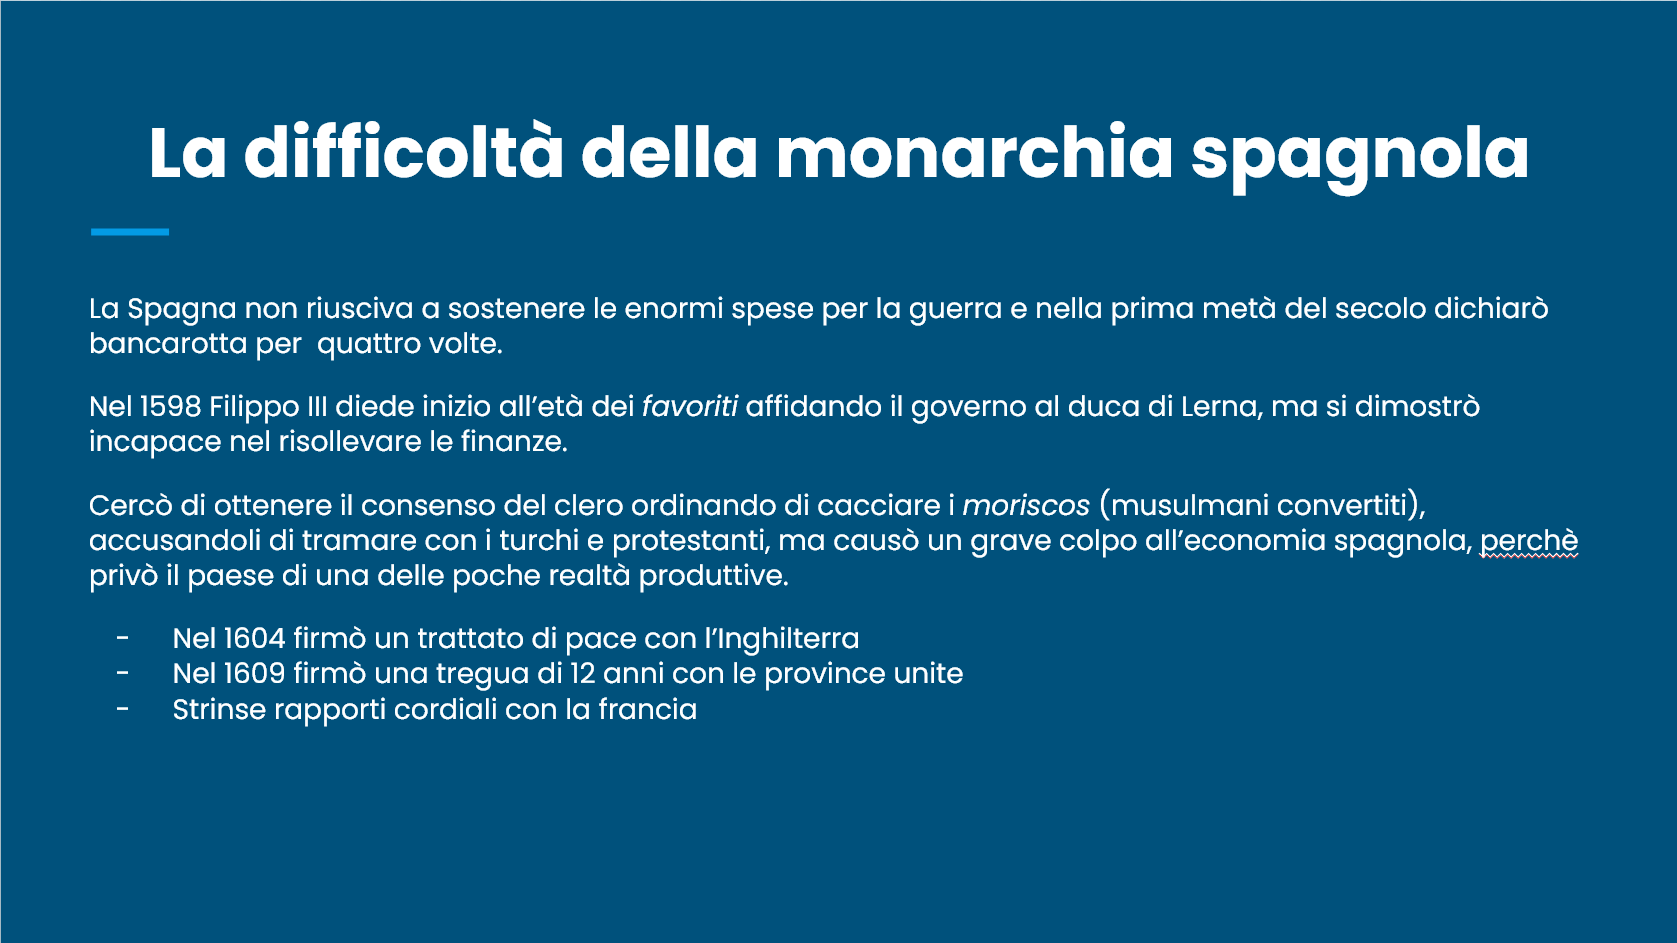 La difficoltà della monarchia spagnola
La Spagna non riusciva a sostenere le enormi spese per la guerra e nella prima metà del secolo dichiarò
bancarotta per  quattro volte.
Nel 1598 Filippo III diede inizio all’età dei favoriti affidando il governo al duca di Lerna, ma si dimostrò
incapace nel risollevare le finanze.
Cercò di ottenere il consenso del clero ordinando di cacciare i moriscos (musulmani convertiti),
accusandoli di tramare con i turchi e protestanti, ma causò un grave colpo all’economia spagnola, perchè
privò il paese di una delle poche realtà produttive.
- Nel 1604 firmò un trattato di pace con l’Inghilterra
- Nel 1609 firmò una tregua di 12 anni con le province unite
- Strinse rapporti cordiali con la francia